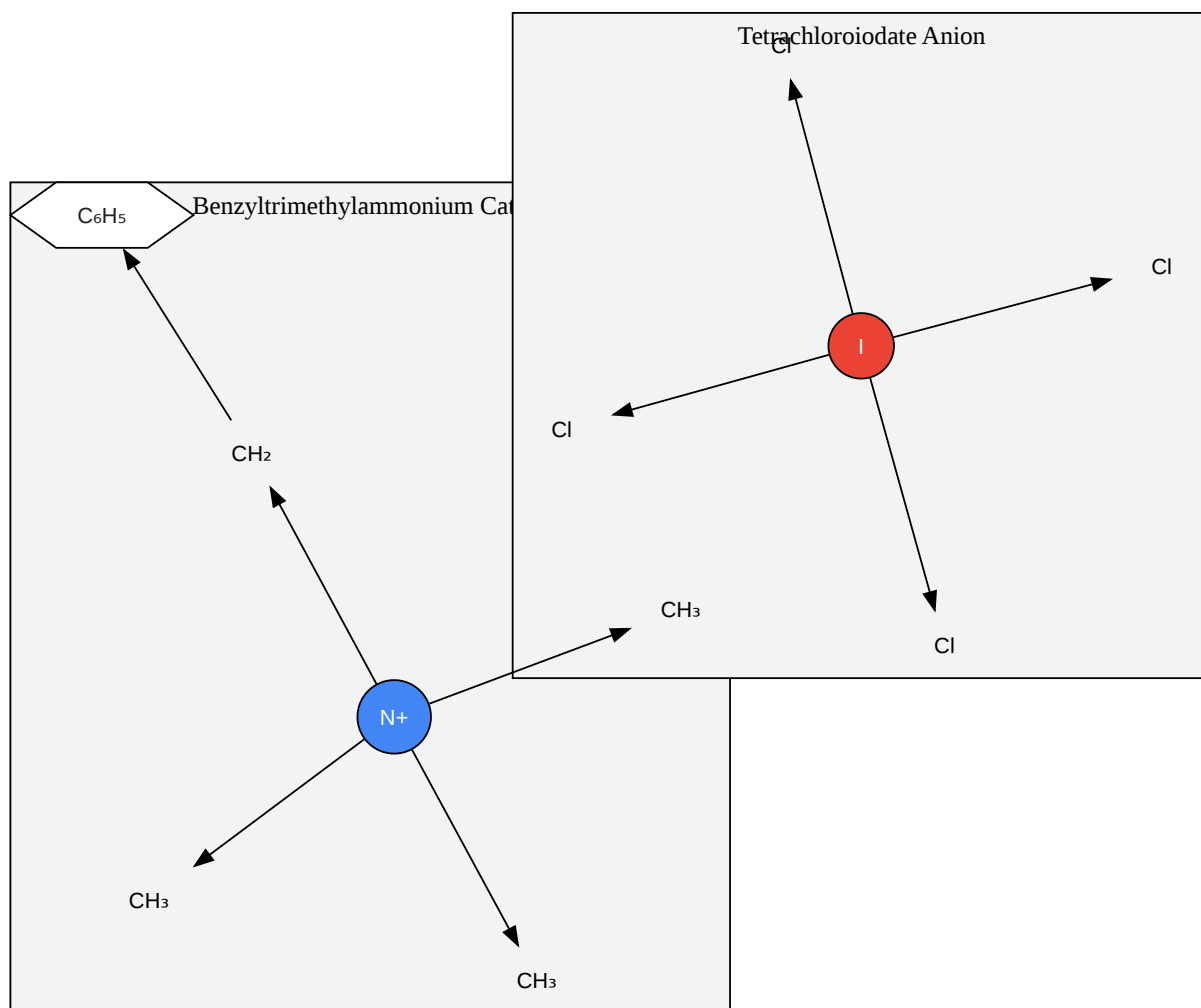 Tetrachloroiodate Anion
Cl
C₆H₅
Benzyltrimethylammonium Cat
Cl
I
Cl
CH₂
CH₃
Cl
N+
CH₃
CH₃